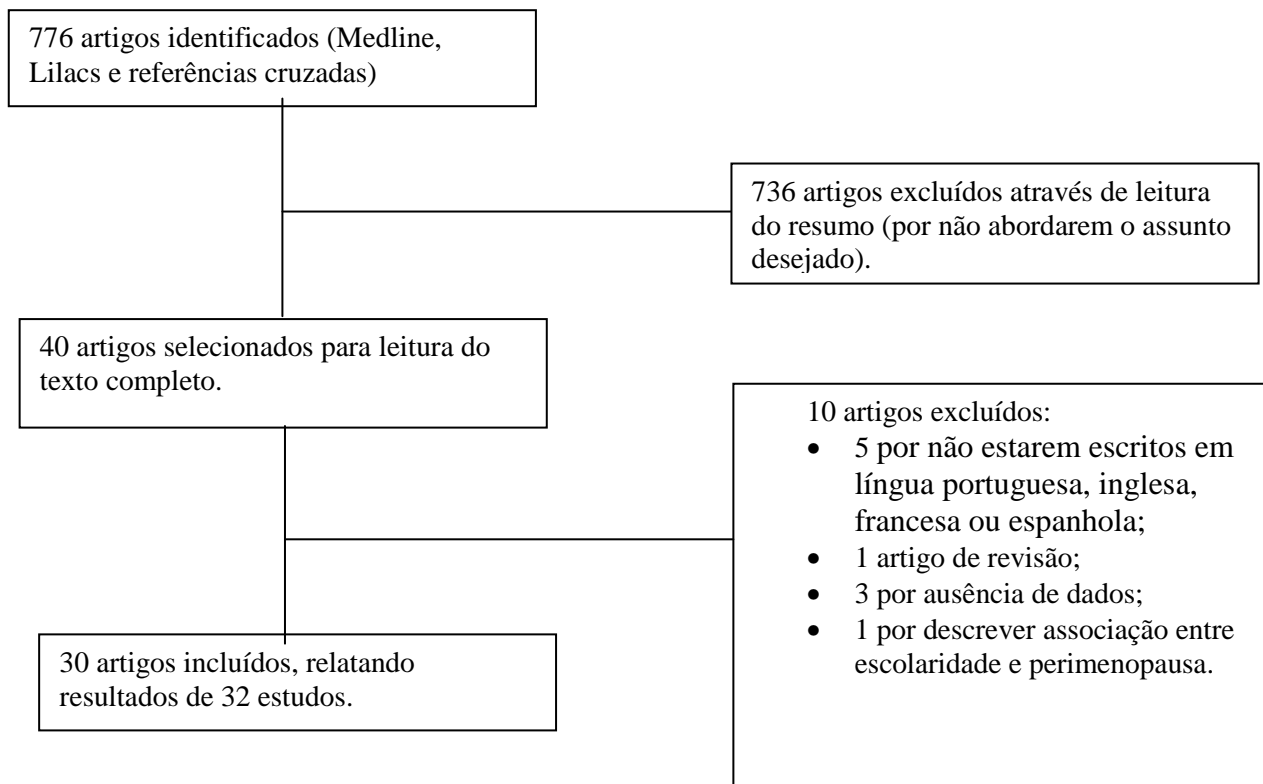 776 artigos identificados (Medline,
Lilacs e referências cruzadas)
736 artigos excluídos através de leitura
do resumo (por não abordarem o assunto
desejado).
40 artigos selecionados para leitura do
texto completo.
10 artigos excluídos:
• 5 por não estarem escritos em
língua portuguesa, inglesa,
francesa ou espanhola;
• 1 artigo de revisão;
• 3 por ausência de dados;
• 1 por descrever associação entre
escolaridade e perimenopausa.
30 artigos incluídos, relatando
resultados de 32 estudos.